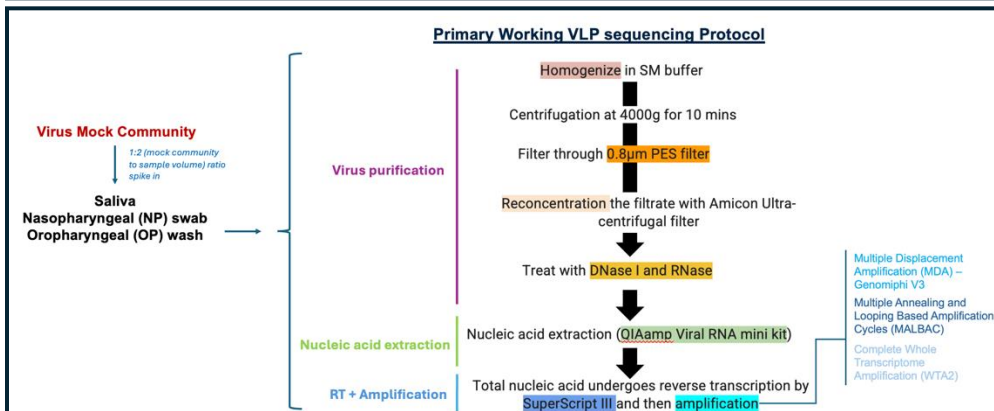 Primary Working VLP sequencing Protocol
Homogenize in SM buffer
Centrifugation at 4000g for 10 mins
Virus Mock Community
1:2 (mock community
to sample volume) ratio
spike in
Filter through 0.8µm PES filter
Virus purification
Saliva
Nasopharyngeal (NP) swab
Oropharyngeal (OP) wash
Reconcentration the filtrate with Amicon Ultra-
centrifugal filter
Treat with DNase I and RNase
Multiple Displacement
Amplification (MDA) –
Genomiphi V3
Multiple Annealing and
Looping Based Amplification
Cycles (MALBAC)
Complete Whole
Transcriptome
Amplification (WTA2)
Nucleic acid extraction
Nucleic acid extraction (QIAamp Viral RNA mini kit)
RT + Amplification
Total nucleic acid undergoes reverse transcription by
SuperScript III and then amplification